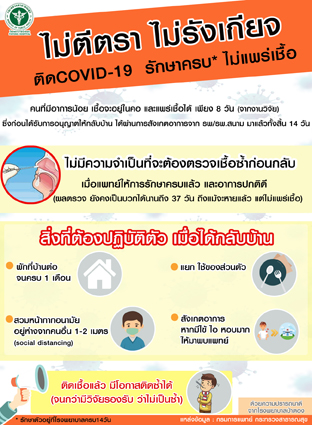 ไม่ตีตรา ไม่รังเกียจ
ติดCOVID-19 รักษาครบ* ไม่แพร่เชื้อ
คนที่มีอาการน้อย เชื้อจะอยู่ในคอ และแพร่เชื้อได้ เพียง 8 วัน (จากงานวิจัย)
ซึ่งก่อนได้รับการอนุญาตให้กลับบ้าน ได้ผ่านการสังเกตอาการจาก รพ/รพ.สนาม มาแล้วทั้งสิ้น 14 วัน
ไม่มีความจำเป็นที่จะต้องตรวจเชื้อซ้ำก่อนกลับ
เมื่อแพทย์ให้การรักษาครบแล้ว และอาการปกติดี
(ผลตรวจ ยังคงเป็นบวกได้นานถึง 37 วัน ถึงแม้จะหายแล้ว แต่ไม่แพร่เชื้อ)
สิ่งที่ต้องปฏิบัติตัว เมื่อได้กลับบ้าน
พักที่บ้านต่อ
จนครบ 1 เดือน
แยก ใช้ของส่วนตัว
สวมหน้ากากอนามัย
อยู่ห่างจากคนอื่น 1-2 เมตร
(social distancing)
สังเกตอาการ
หากมีไข้ ไอ หอบมาก
ให้มาพบแพทย์
ติดเชื้อแล้ว มีโอกาสติดซ้ำได้
(จนกว่ามีวิจัยรองรับ ว่าไม่เป็นซ้ำ)
ด้วยความปรารถนาดี
จากโรงพยาบาลป่าตอง
* รักษาตัวอยู่ที่โรงพยาบาลครบ14วัน
แหล่งข้อมูล : กรมการแพทย์ กระทรวงสาธารณสุข